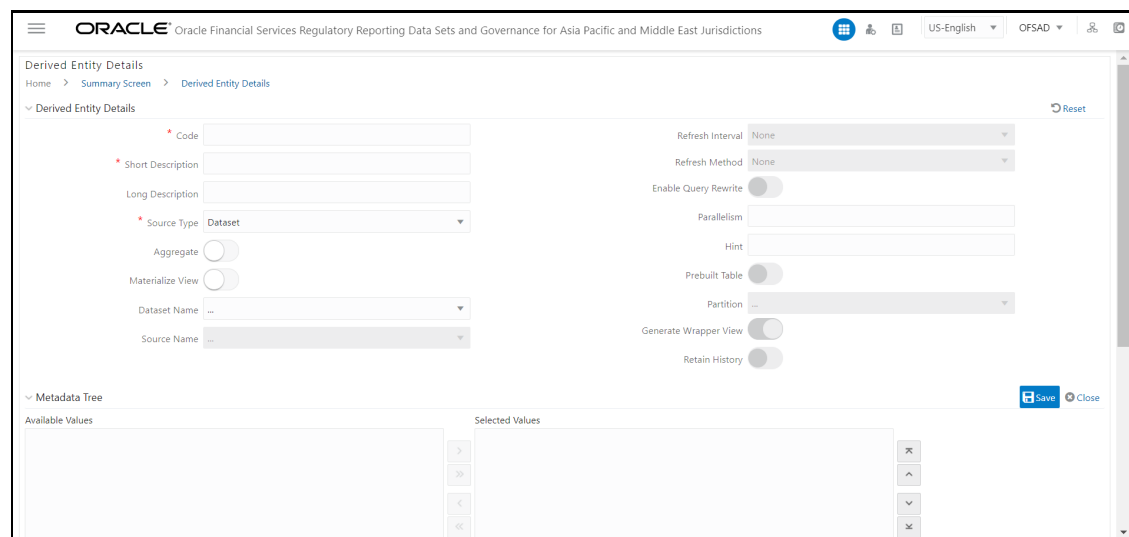 ORACLE® Oracle Financial Services Regulatory Reporting Data Sets and Governance for Asia Pacific and Middle East Jurisdictions US-English OFSAD
Derived Entity Details
Home > Summary Screen > Derived Entity Details
Derived Entity Details Reset
* Code
* Short Description
Long Description
* Source Type Dataset
Aggregate
Materialize View
Dataset Name ...
Source Name ...
Refresh Interval None
Refresh Method None
Enable Query Rewrite
Parallelism
Hint
Prebuilt Table
Partition ...
Generate Wrapper View
Retain History
Metadata Tree Save Close
Available Values Selected Values